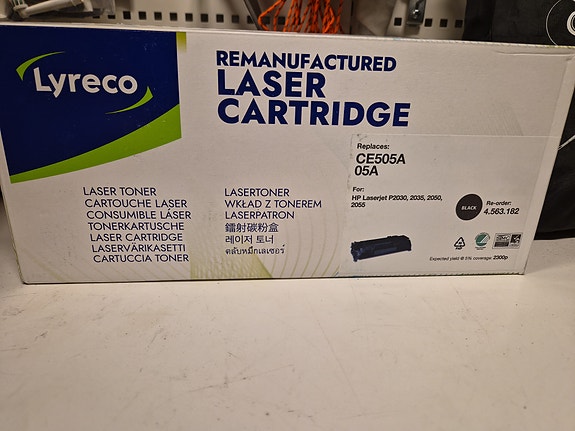 Lyreco
REMANUFACTURED
LASER
CARTRIDGE
Replaces:
CE505A
05A
For:
HP Laserjet P2030, 2035, 2050,
2055
BLACK
Re-order:
4.563.182
Expected yield @ 5% coverage: 2300p
LASER TONER
CARTOUCHE LASER
CONSUMIBLE LÁSER
TONERKARTUSCHE
LASER CARTRIDGE
LASERVÄRIKASETTI
CARTUCCIA TONER
LASERTONER
WKŁAD Z TONEREM
LASERPATRON
鐳射碳粉盒
레이저 토너
ตลับหมึกเลเซอร์